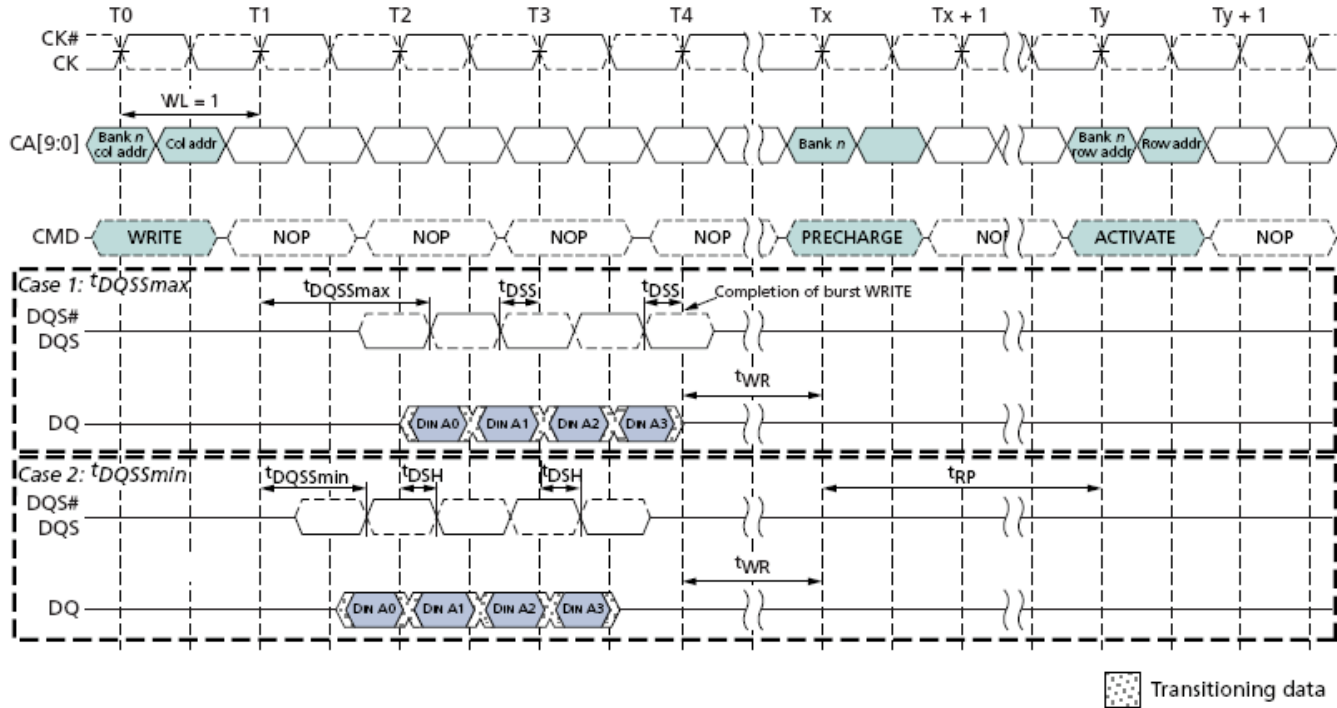 T0 T1 T2 T3 T4 Tx Tx + 1 Ty Ty + 1
CK#
CK
WL = 1
CA[9:0] Bank n col addr Col addr Bank n Bank n row addr Row addr
CMD WRITE NOP NOP NOP NOP PRECHARGE NOP ACTIVATE NOP
Case 1: tDQSSmax
tDQSSmax tDSS tDSS Completion of burst WRITE
DQS#
DQS
tWR
DQ DIN A0 DIN A1 DIN A2 DIN A3
Case 2: tDQSSmin
tDQSSmin tDSH tDSH tRP
DQS#
DQS
tWR
DQ DIN A0 DIN A1 DIN A2 DIN A3
Transitioning data